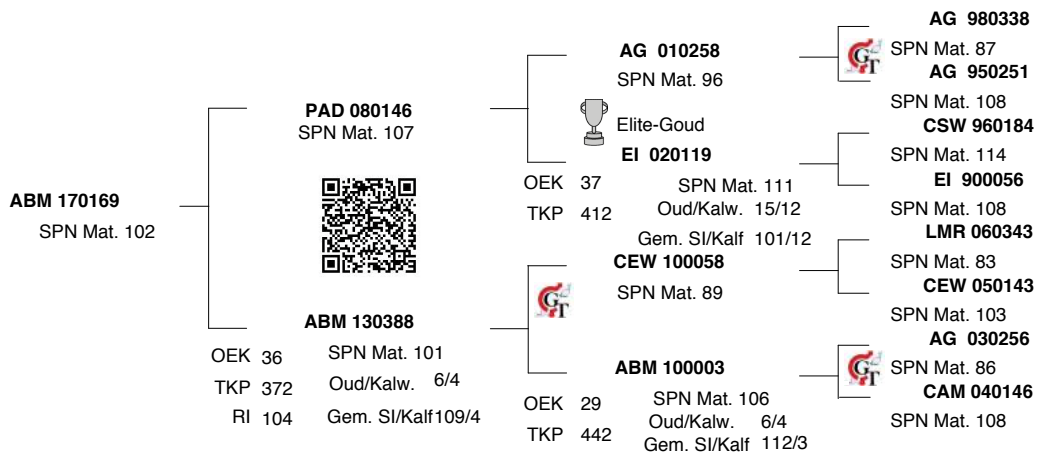 ABM 170169
SPN Mat. 102
PAD 080146
SPN Mat. 107
ABM 130388
OEK 36 SPN Mat. 101
TKP 372 Oud/Kalw. 6/4
RI 104 Gem. SI/Kalf 109/4
AG 010258
SPN Mat. 96
Elite-Goud
EI 020119
OEK 37 SPN Mat. 111
TKP 412 Oud/Kalw. 15/12
Gem. SI/Kalf 101/12
CEW 100058
GT
SPN Mat. 89
ABM 100003
OEK 29 SPN Mat. 106
Oud/Kalw. 6/4
TKP 442 Gem. SI/Kalf 112/3
AG 980338
GT SPN Mat. 87
AG 950251
SPN Mat. 108
CSW 960184
SPN Mat. 114
EI 900056
SPN Mat. 108
LMR 060343
SPN Mat. 83
CEW 050143
SPN Mat. 103
AG 030256
GT SPN Mat. 86
CAM 040146
SPN Mat. 108